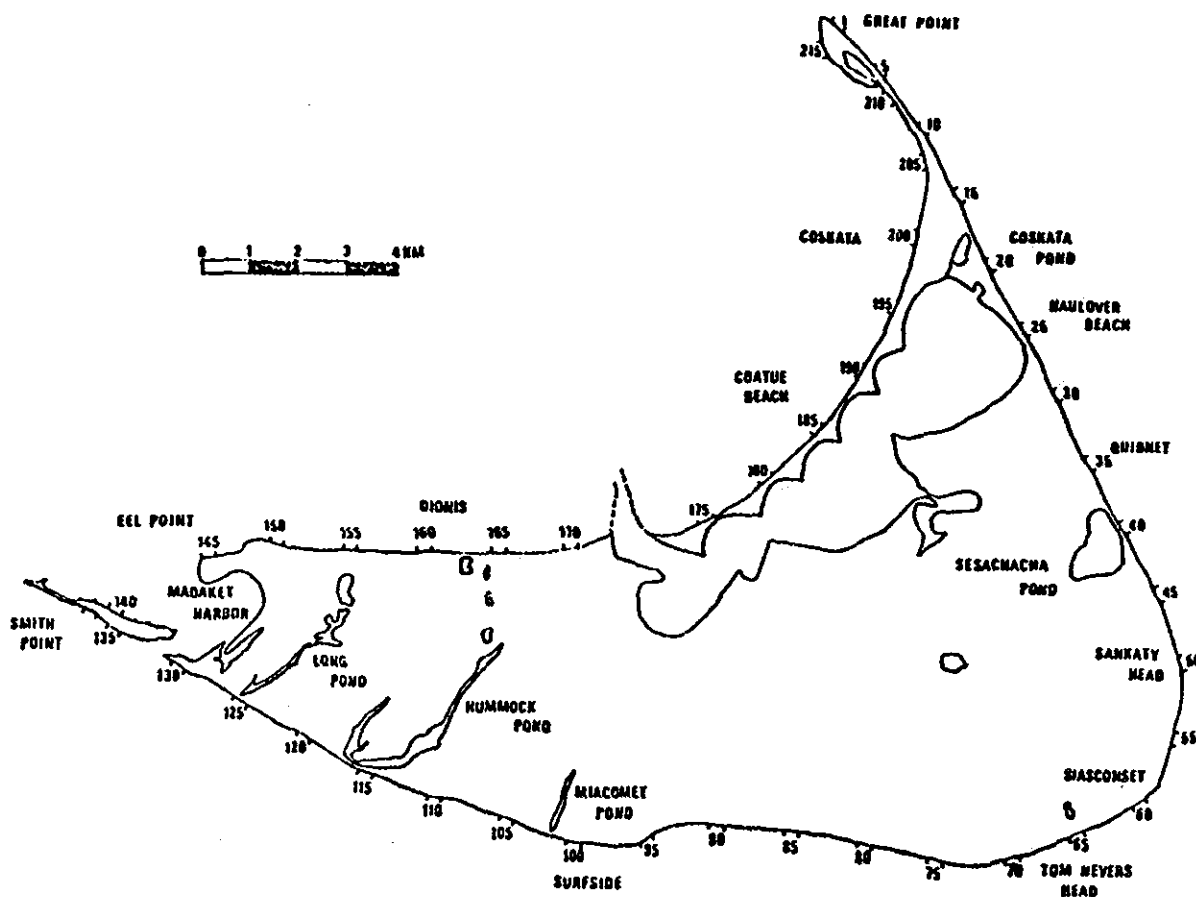 GREAT POINT
215
5
210
10
205
15
0 1 2 3 4 KM
COSKATA
200
COSKATA
POND
20
195
HAULOVER
BEACH
25
190
COATUE
BEACH
30
185
QUIDNET
35
180
175
EEL POINT
DIONIS
145
150
155
160
165
170
40
SESACHACHA
POND
45
MADAKET
HARBOR
140
135
SMITH
POINT
130
LONG
POND
SANKATY
HEAD
50
125
HUMMOCK
POND
120
55
115
MIACOMET
POND
SIASCONSET
60
110
105
100
95
90
85
80
75
70
65
TOM NEVERS
HEAD
SURFSIDE